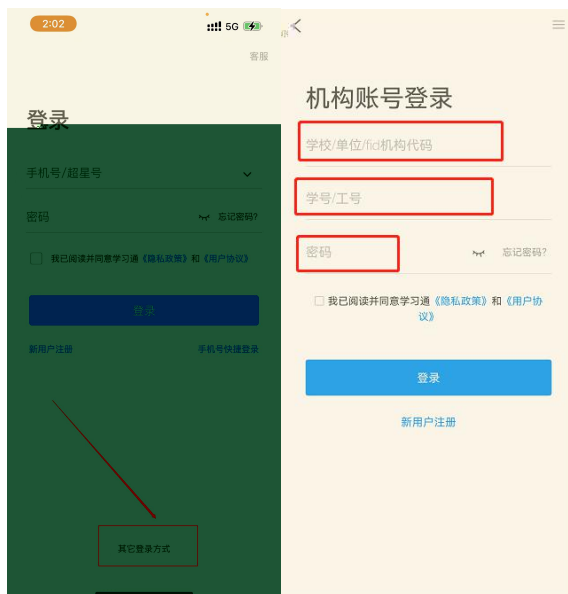 2:02
5G
客服
登录
手机号/超星号
密码
忘记密码?
我已阅读并同意学习通《隐私政策》和《用户协议》
登录
新用户注册
手机号快捷登录
其它登录方式
机构账号登录
学校/单位/fid机构代码
学号/工号
密码
忘记密码?
我已阅读并同意学习通《隐私政策》和《用户协
议》
登录
新用户注册